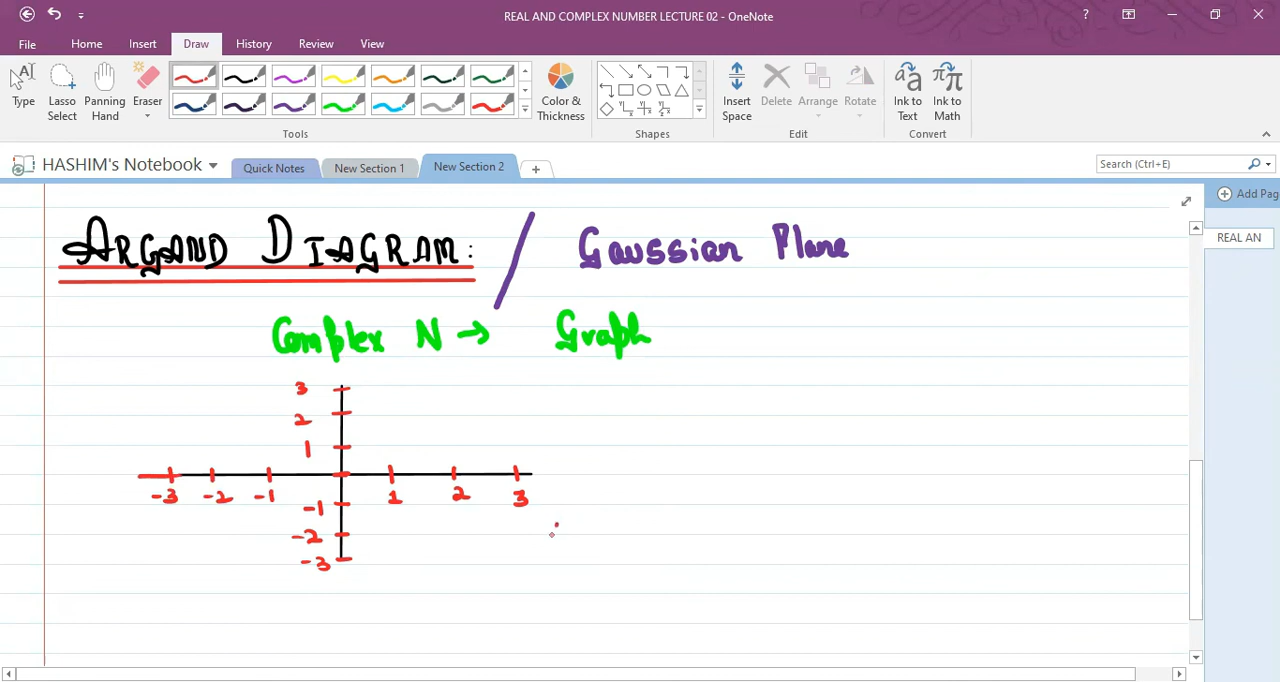 REAL AND COMPLEX NUMBER LECTURE 02 - OneNote
?
File Home Insert Draw History Review View
Type Lasso Select Panning Hand Eraser
Color & Thickness
Insert Space Delete Arrange Rotate
Ink to Text Ink to Math
Tools Shapes Edit Convert
HASHIM's Notebook Quick Notes New Section 1 New Section 2 +
Search (Ctrl+E)
Add Pag
REAL AN
ARGAND DIAGRAM: / Gaussian Plane
Complex N → Graph
3
2
1
-3 -2 -1 1 2 3
-1
-2
-3